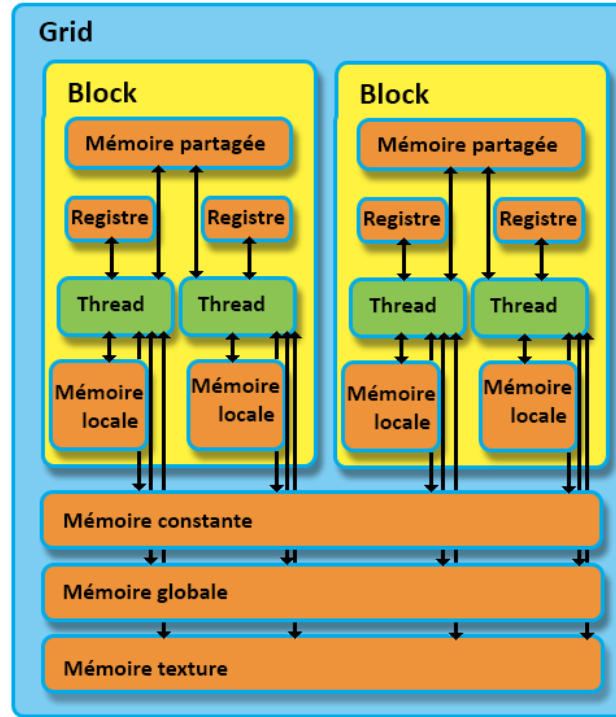 Grid
Block
Mémoire partagée
Registre
Registre
Thread
Thread
Mémoire
locale
Mémoire
locale
Block
Mémoire partagée
Registre
Registre
Thread
Thread
Mémoire
locale
Mémoire
locale
Mémoire constante
Mémoire globale
Mémoire texture